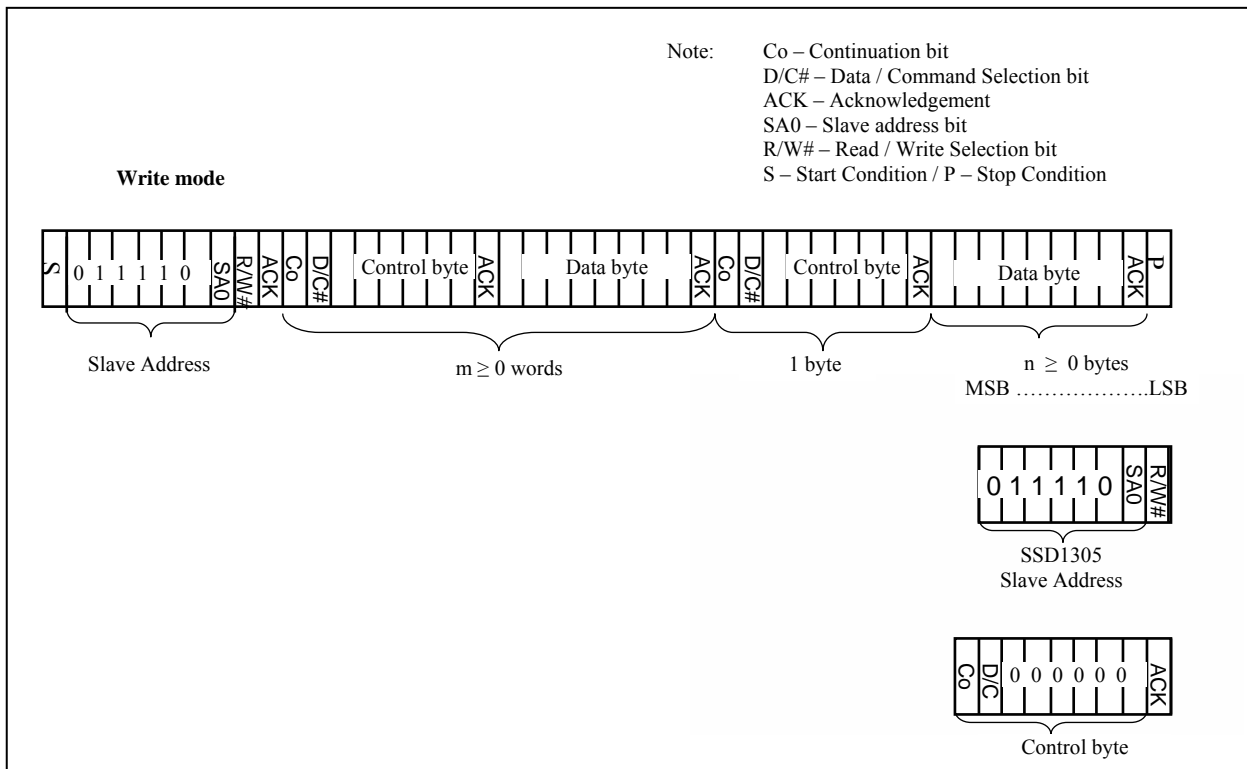 Note: Co – Continuation bit
D/C# – Data / Command Selection bit
ACK – Acknowledgement
SA0 – Slave address bit
R/W# – Read / Write Selection bit
S – Start Condition / P – Stop Condition
Write mode
S 0 1 1 1 1 0 SA0 R/W# ACK Co D/C# Control byte ACK Data byte ACK Co D/C# Control byte ACK Data byte ACK P
Slave Address m ≥ 0 words 1 byte n ≥ 0 bytes
MSB ………………….LSB
0 1 1 1 1 0 SA0 R/W#
SSD1305
Slave Address
Co D/C 0 0 0 0 0 0 ACK
Control byte